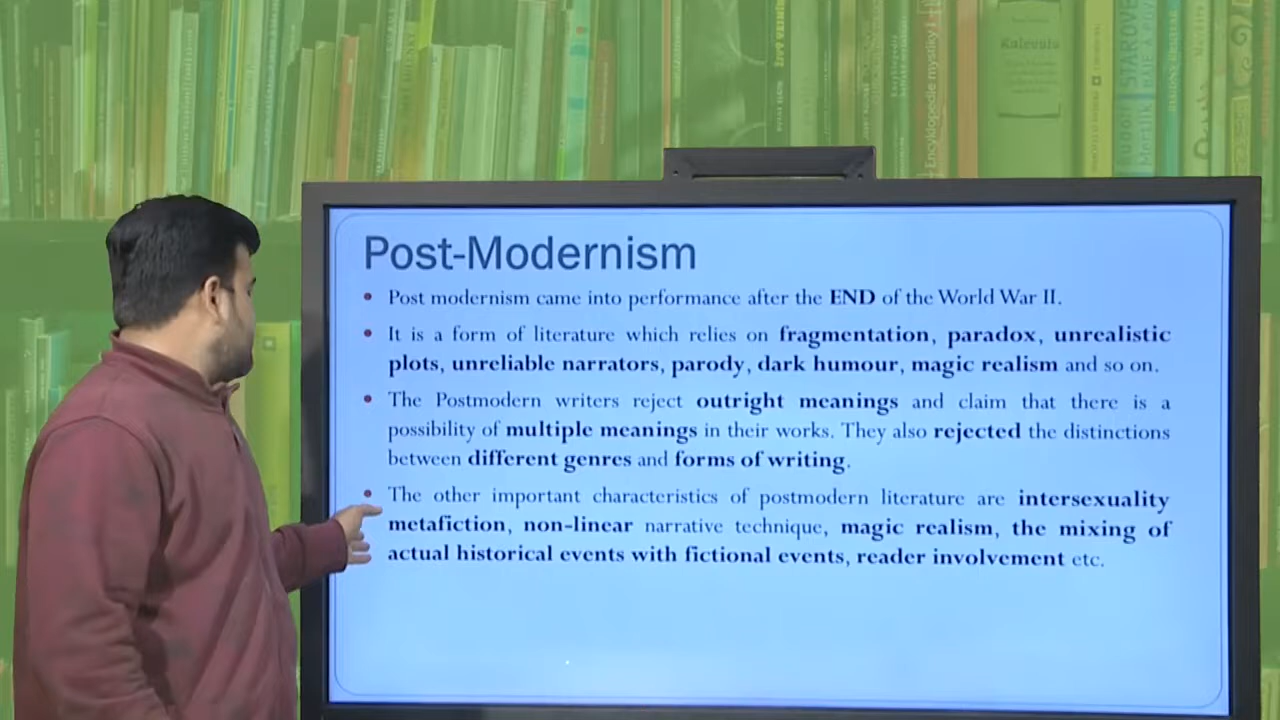 Kalevala
Encyklopedie mystiky I
STAROVĚ
Post-Modernism
• Post modernism came into performance after the END of the World War II.
• It is a form of literature which relies on fragmentation, paradox, unrealistic
plots, unreliable narrators, parody, dark humour, magic realism and so on.
• The Postmodern writers reject outright meanings and claim that there is a
possibility of multiple meanings in their works. They also rejected the distinctions
between different genres and forms of writing.
• The other important characteristics of postmodern literature are intersexuality
metafiction, non-linear narrative technique, magic realism, the mixing of
actual historical events with fictional events, reader involvement etc.